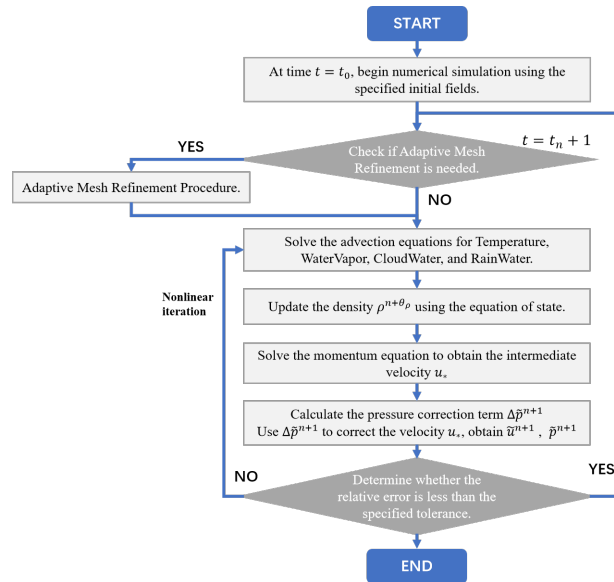 START
At time t = t₀, begin numerical simulation using the
specified initial fields.
YES
t = tₙ + 1
Check if Adaptive Mesh
Refinement is needed.
Adaptive Mesh Refinement Procedure.
NO
Solve the advection equations for Temperature,
WaterVapor, CloudWater, and RainWater.
Nonlinear
iteration
Update the density ρ^{n+θ_ρ} using the equation of state.
Solve the momentum equation to obtain the intermediate
velocity u_*
Calculate the pressure correction term Δp̃^{n+1}
Use Δp̃^{n+1} to correct the velocity u_*, obtain ũ^{n+1} , p̃^{n+1}
NO
YES
Determine whether the
relative error is less than the
specified tolerance.
END